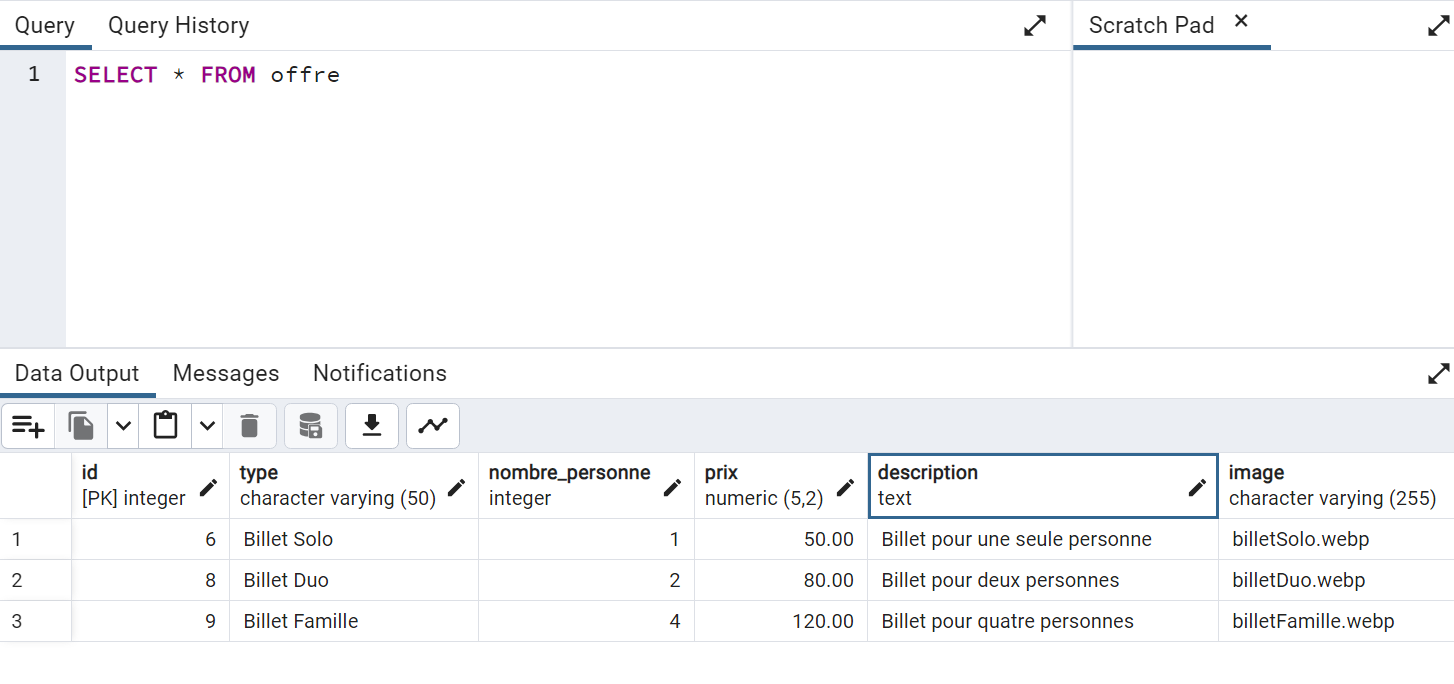 Query Query History Scratch Pad ×
1 SELECT * FROM offre
Data Output Messages Notifications
id type nombre_personne prix description image
[PK] integer character varying (50) integer numeric (5,2) text character varying (255)
1 6 Billet Solo 1 50.00 Billet pour une seule personne billetSolo.webp
2 8 Billet Duo 2 80.00 Billet pour deux personnes billetDuo.webp
3 9 Billet Famille 4 120.00 Billet pour quatre personnes billetFamille.webp